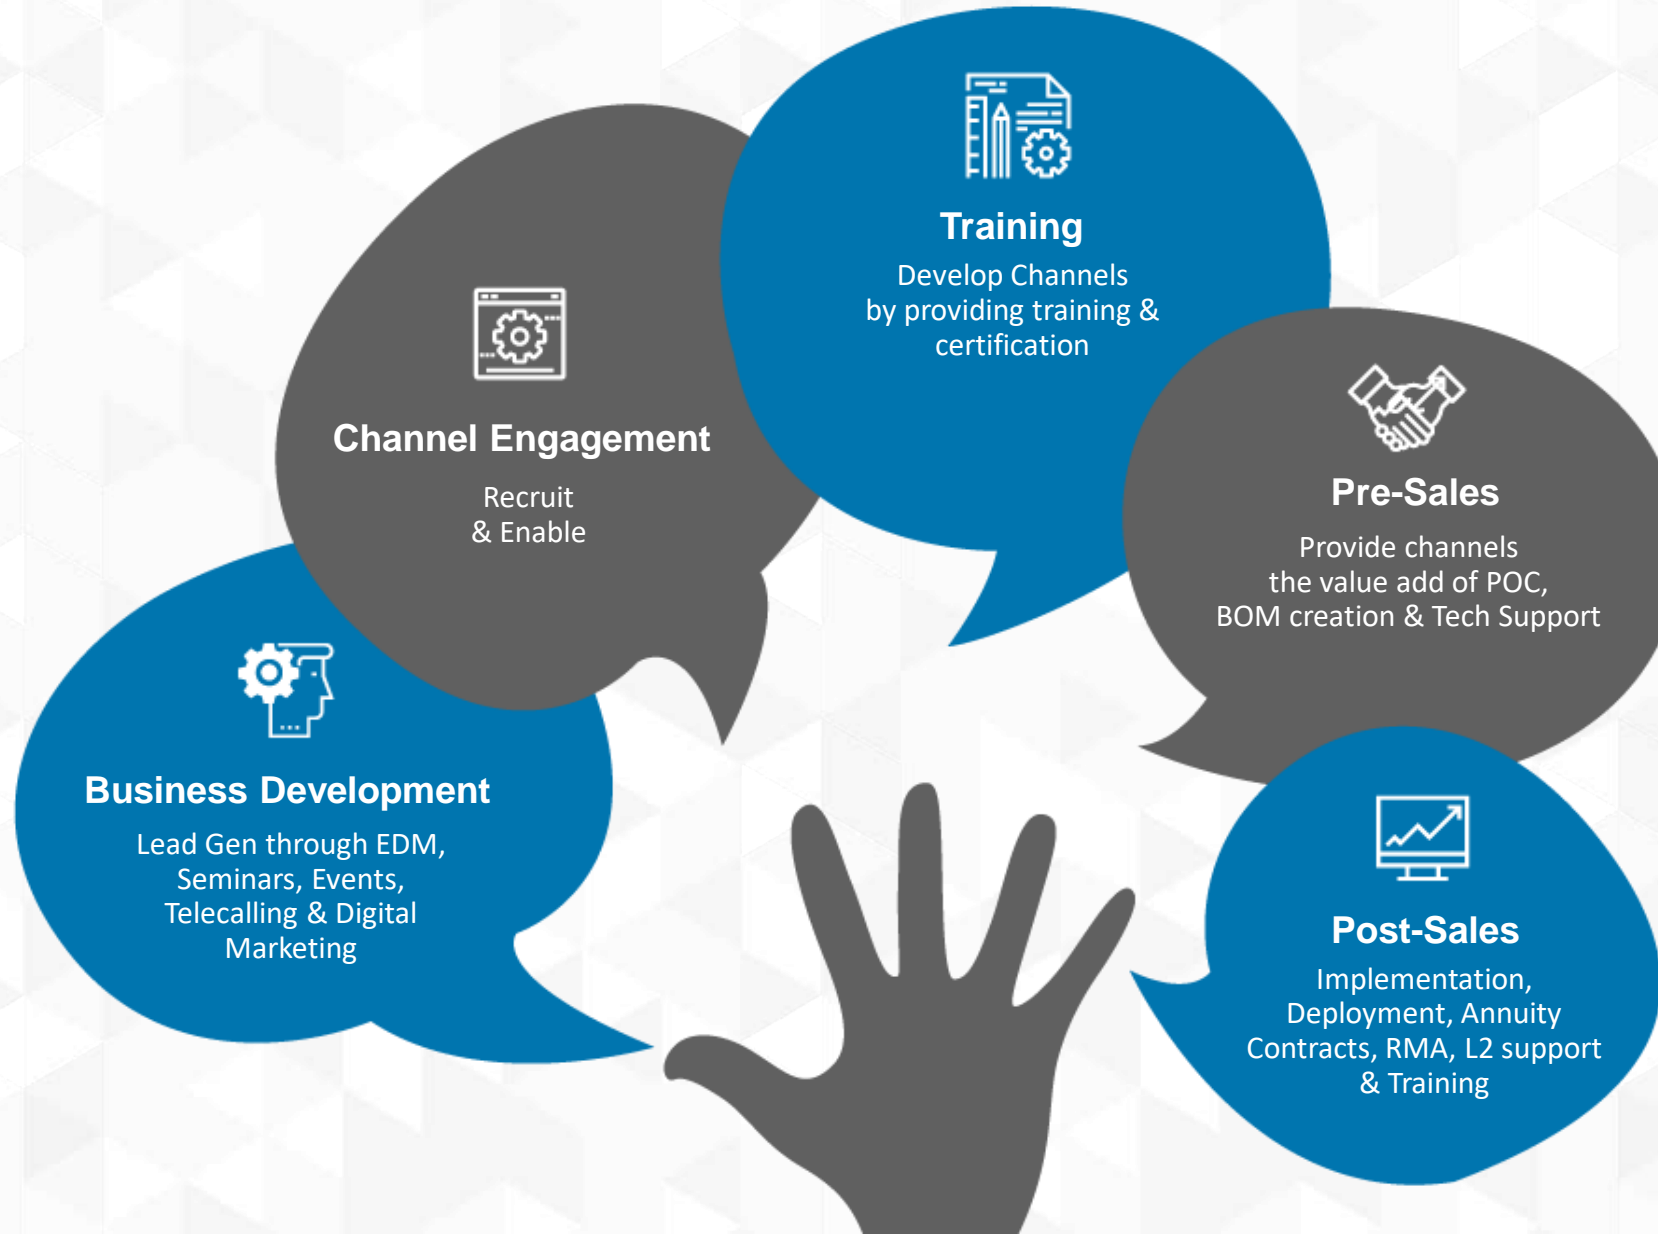 Training
Develop Channels
by providing training &
certification
Channel Engagement
Recruit
& Enable
Pre-Sales
Provide channels
the value add of POC,
BOM creation & Tech Support
Business Development
Lead Gen through EDM,
Seminars, Events,
Telecalling & Digital
Marketing
Post-Sales
Implementation,
Deployment, Annuity
Contracts, RMA, L2 support
& Training